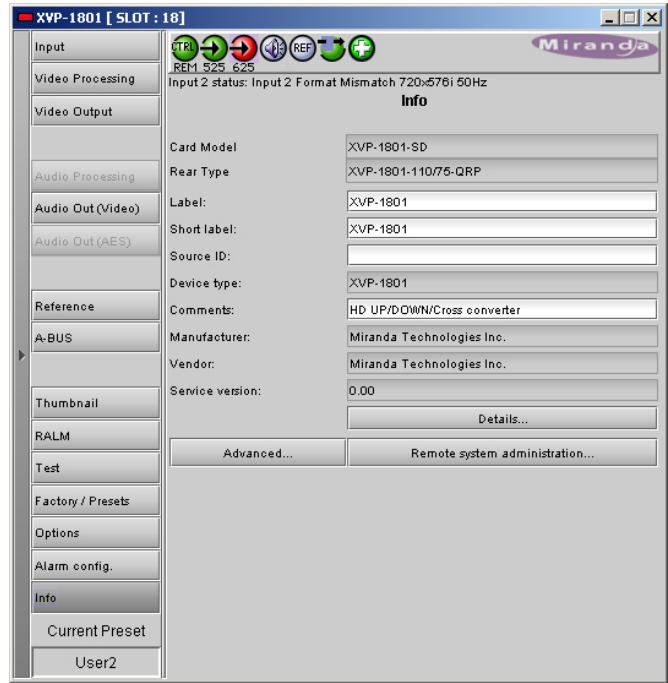 XVP-1801 [ SLOT : 18]
Input
Video Processing
Video Output
Audio Processing
Audio Out (Video)
Audio Out (AES)
Reference
A-BUS
Thumbnail
RALM
Test
Factory / Presets
Options
Alarm config.
Info
Current Preset
User2
CTRL
REF
Miranda
REM 525 625
Input 2 status: Input 2 Format Mismatch 720x576i 50Hz
Info
Card Model XVP-1801-SD
Rear Type XVP-1801-110/75-QRP
Label: XVP-1801
Short label: XVP-1801
Source ID:
Device type: XVP-1801
Comments: HD UP/DOWN/Cross converter
Manufacturer: Miranda Technologies Inc.
Vendor: Miranda Technologies Inc.
Service version: 0.00
Details...
Advanced... Remote system administration...